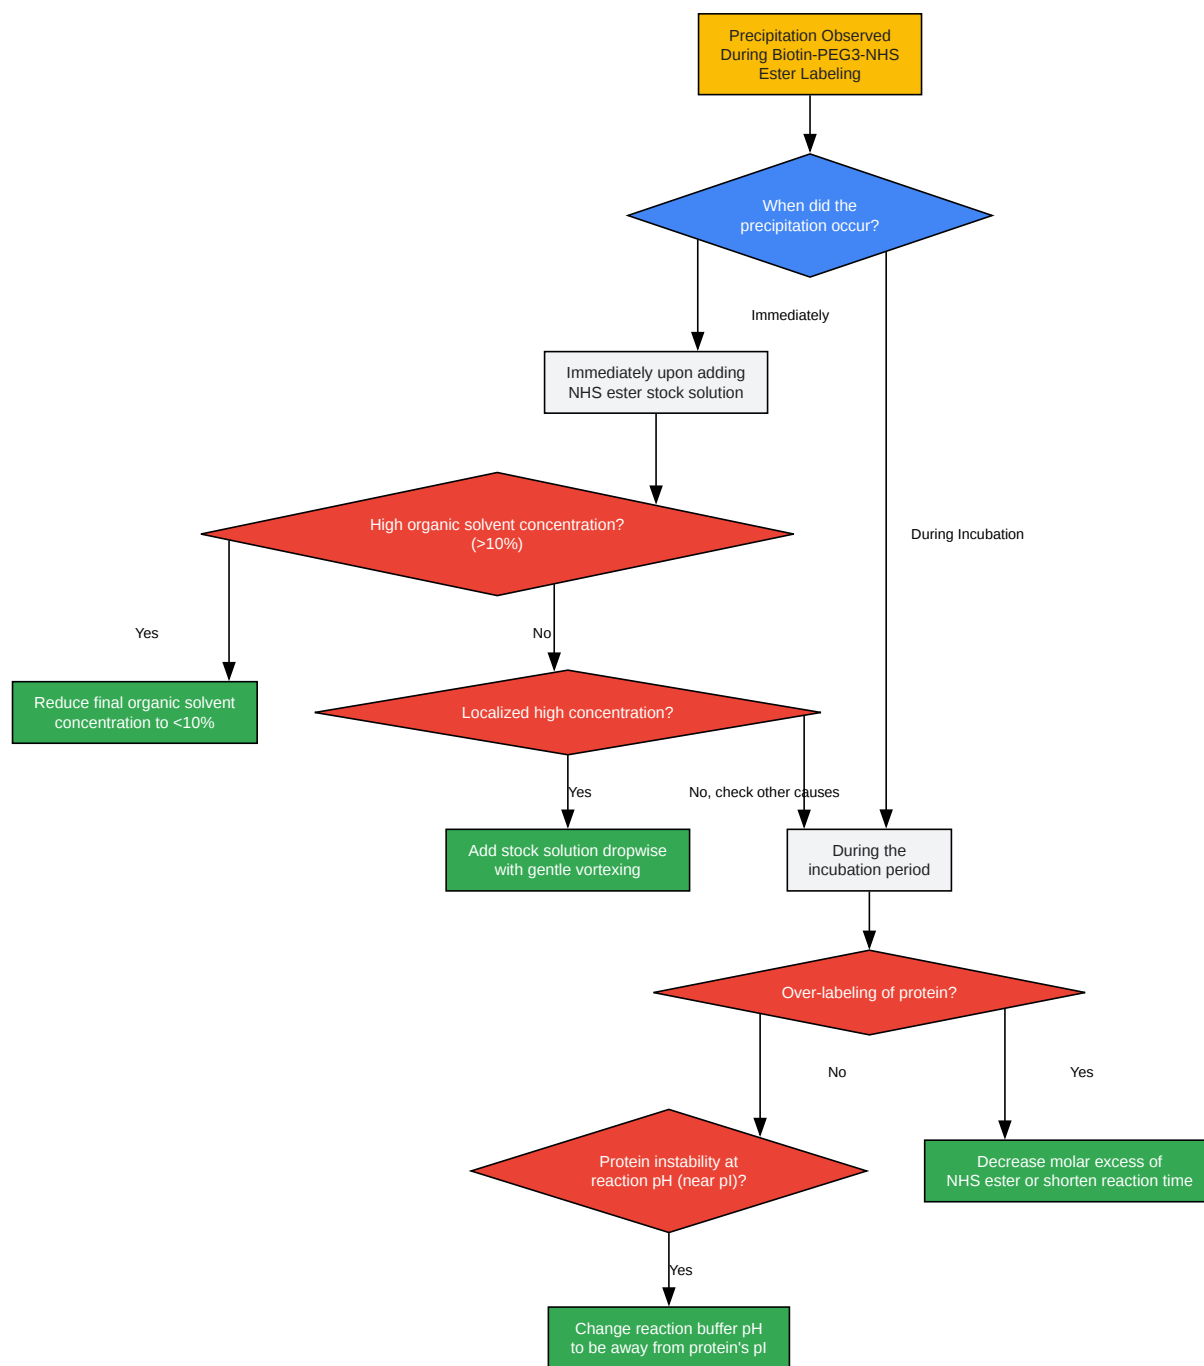 Precipitation Observed
During Biotin-PEG3-NHS
Ester Labeling
When did the
precipitation occur?
Immediately
Immediately upon adding
NHS ester stock solution
High organic solvent concentration?
(>10%)
During Incubation
Yes
No
Reduce final organic solvent
concentration to <10%
Localized high concentration?
Yes
No, check other causes
Add stock solution dropwise
with gentle vortexing
During the
incubation period
Over-labeling of protein?
No
Yes
Protein instability at
reaction pH (near pI)?
Decrease molar excess of
NHS ester or shorten reaction time
Yes
Change reaction buffer pH
to be away from protein's pI